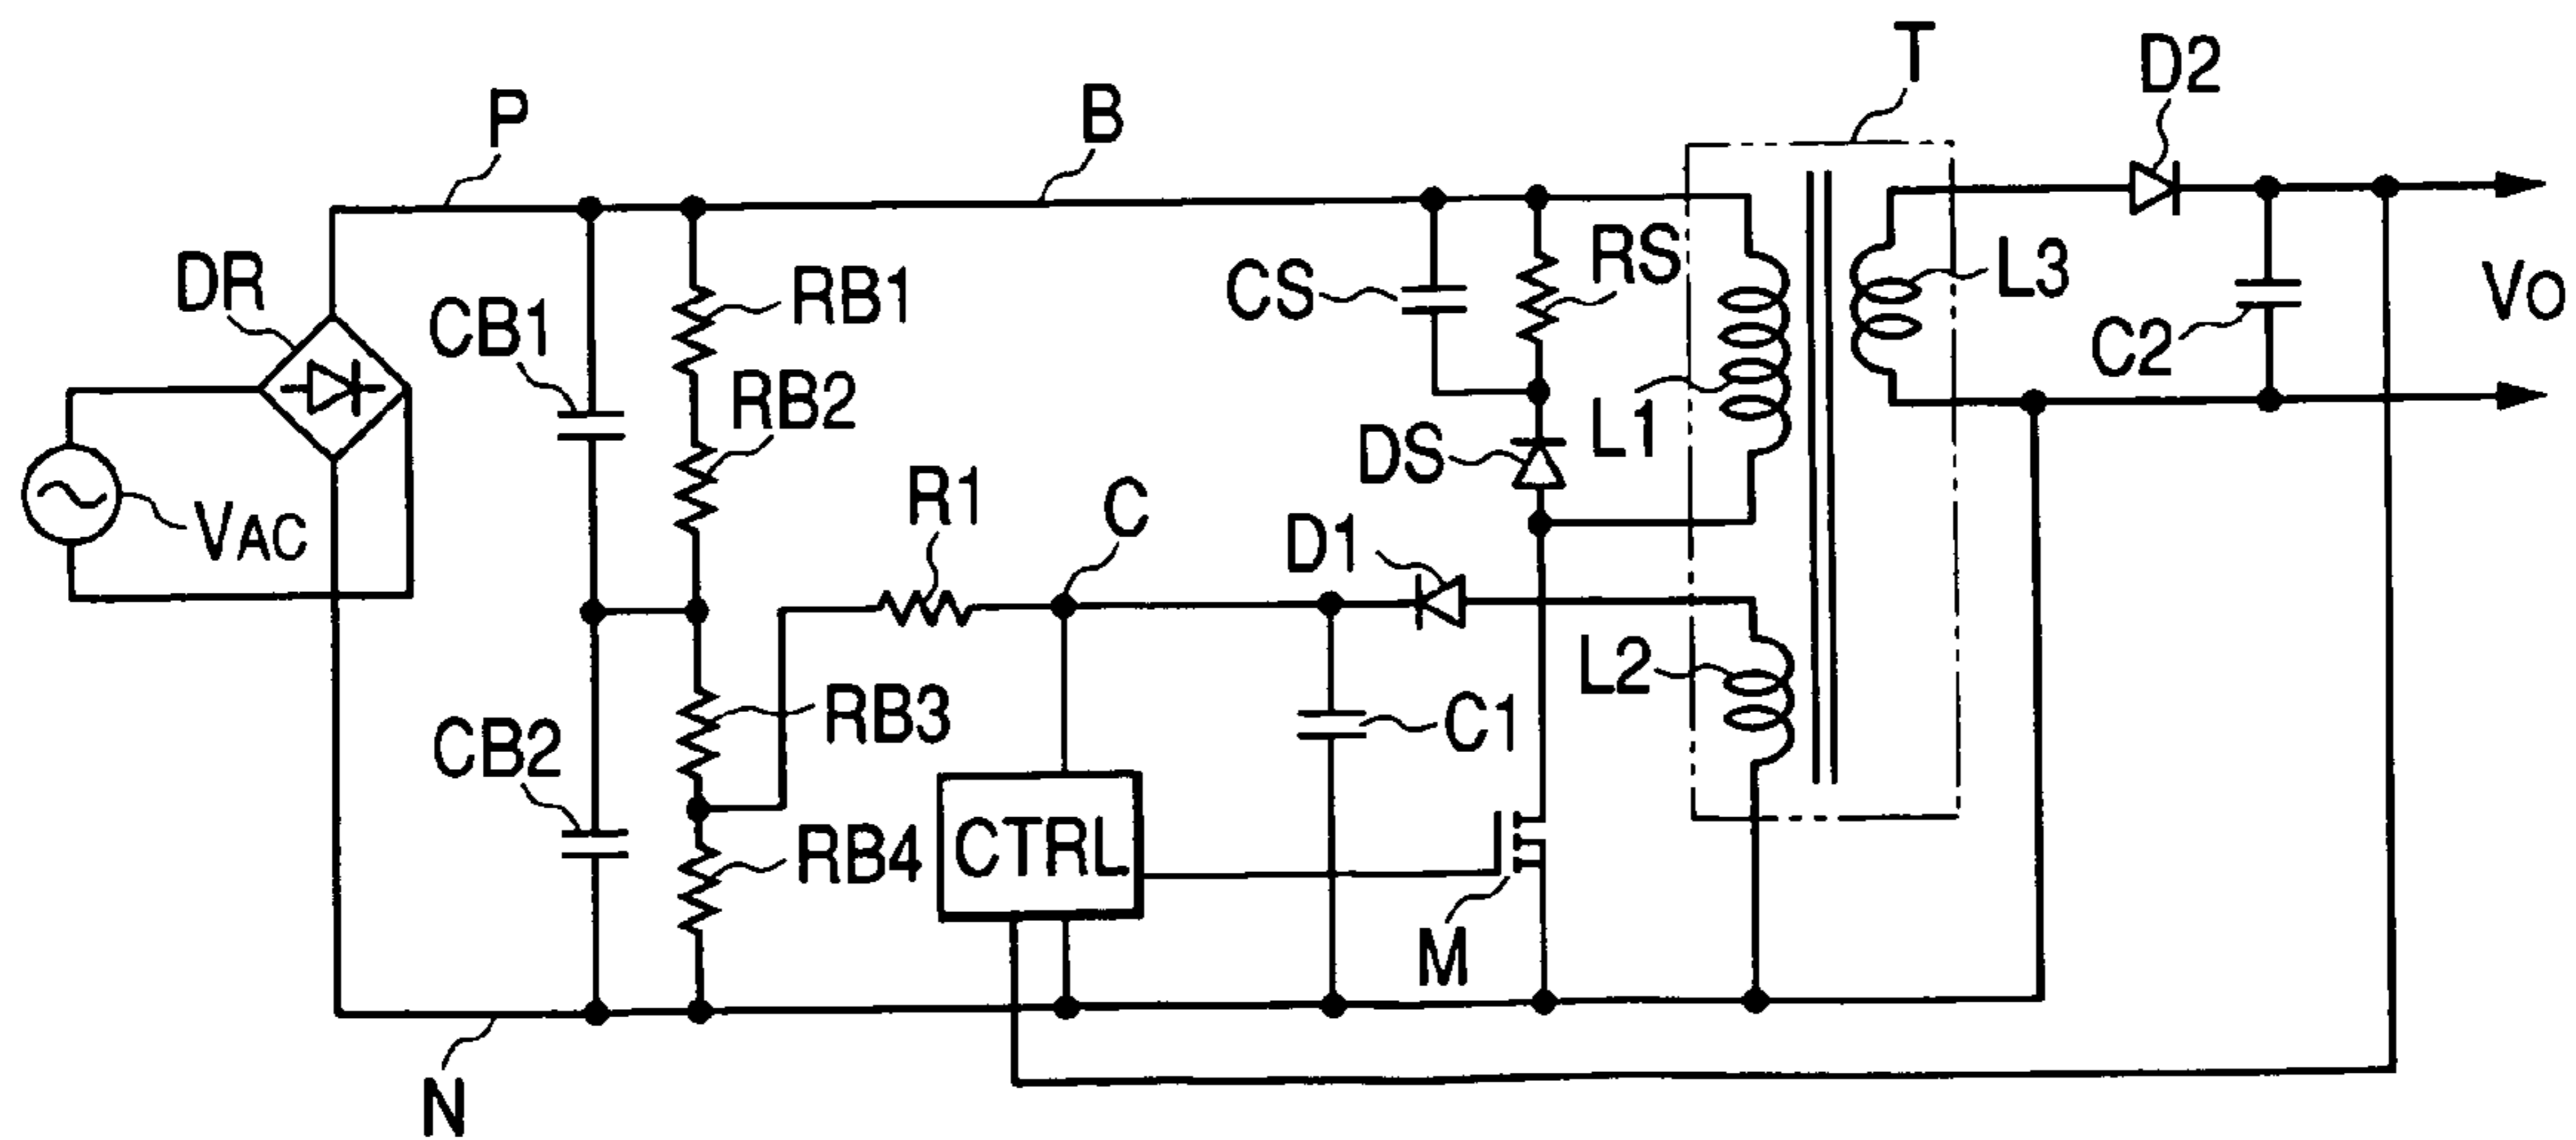 T
D2
P
B
DR
CB1
RB1
CS
RS
L3
VO
C2
RB2
L1
DS
VAC
R1
C
D1
L2
RB3
C1
CB2
RB4
CTRL
M
N